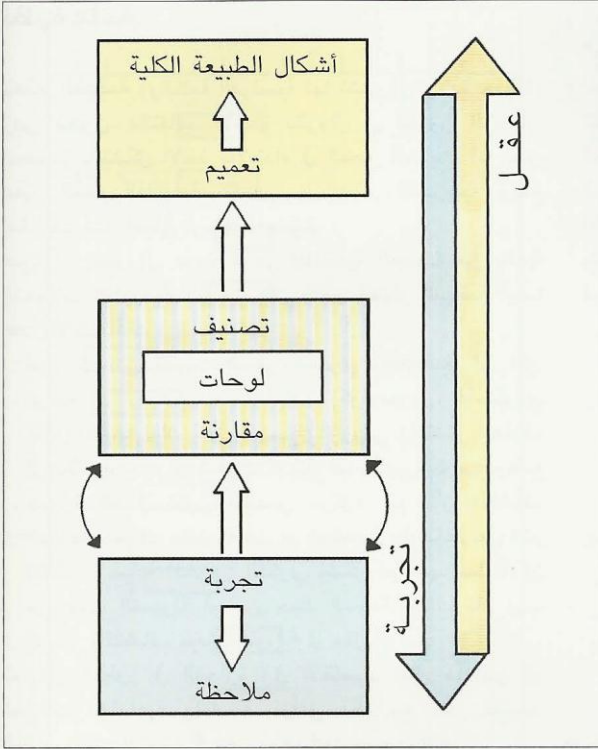 أشكال الطبيعة الكلية
تعميم
عقل
تصنيف
لوحات
مقارنة
تجربة
تجربة
ملاحظة